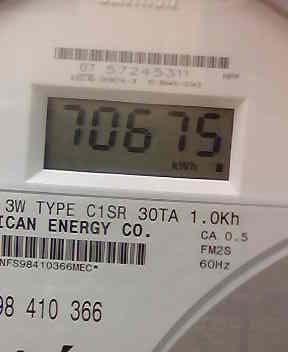 07 57245311
70675
kWh
3W TYPE C1SR 30TA 1.0Kh
ICAN ENERGY CO.
CA 0.5
FM2S
NFS98410366MEC*
60Hz
98 410 366